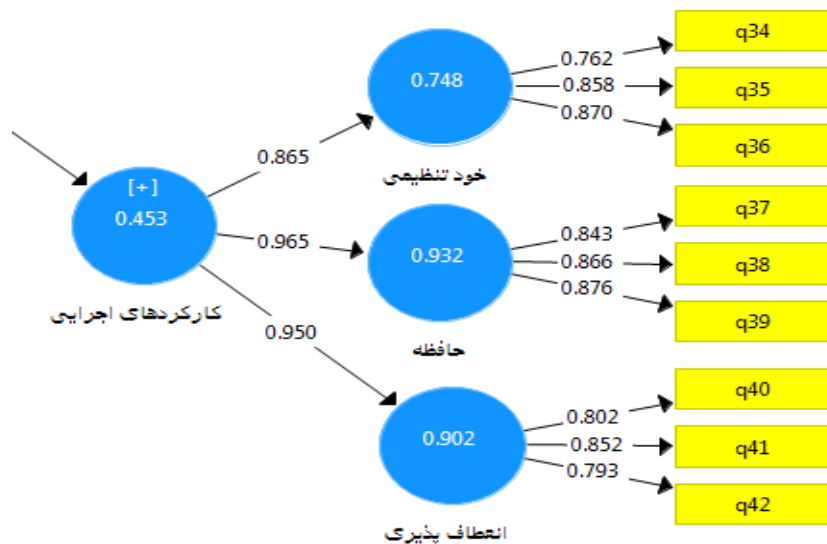 [+]
0.453
کارکردهای اجرایی
0.865
0.965
0.950
0.748
خود تنظیمی
0.762
0.858
0.870
q34
q35
q36
0.932
حافظه
0.843
0.866
0.876
q37
q38
q39
0.902
انعطاف پذیری
0.802
0.852
0.793
q40
q41
q42